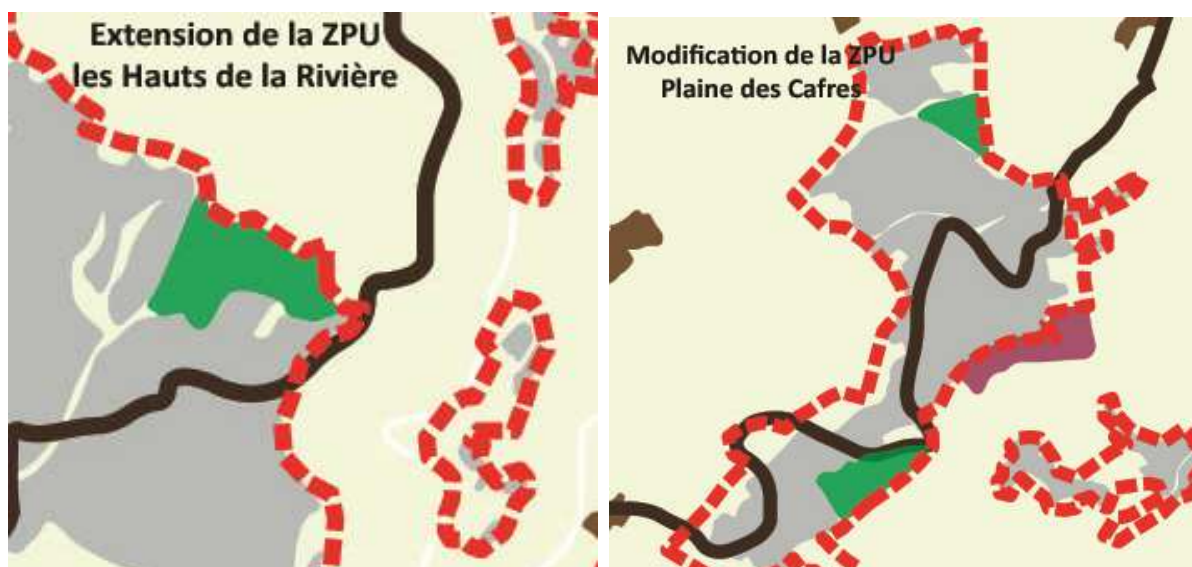 Extension de la ZPU
les Hauts de la Rivière
Modification de la ZPU
Plaine des Cafres